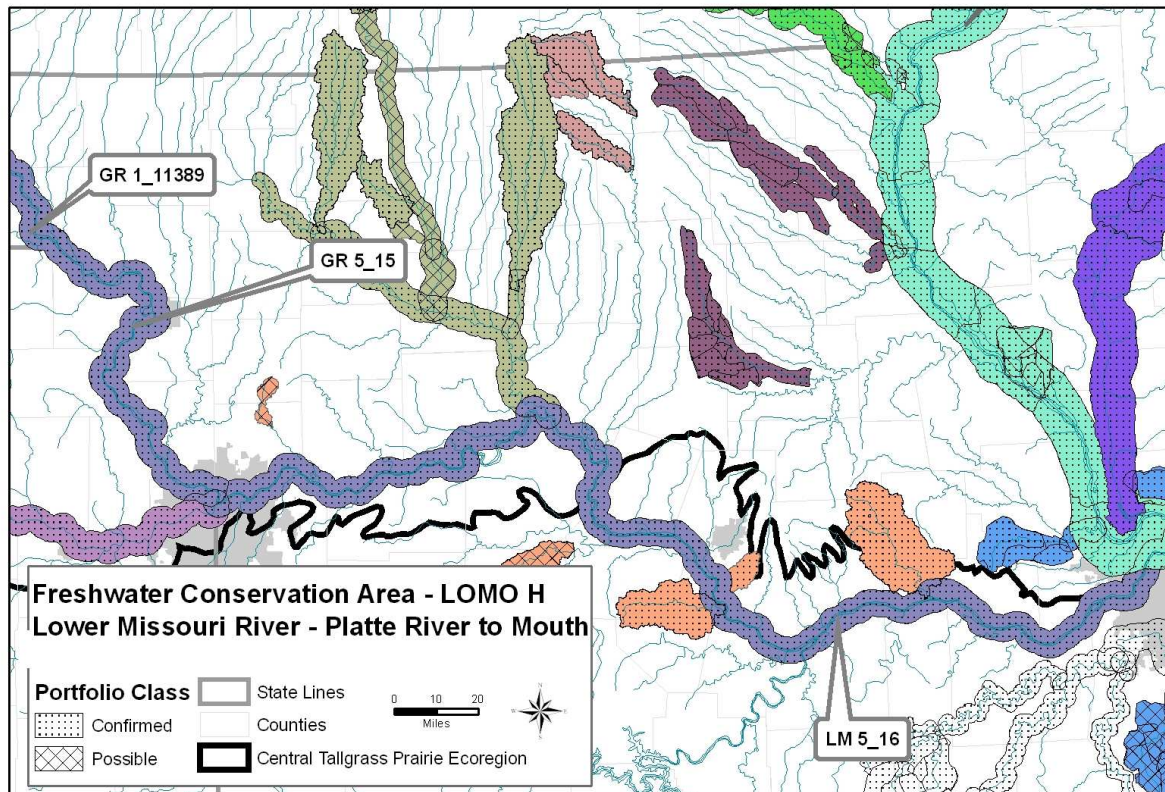 GR 1_11389
GR 5_15
LM 5_16
Freshwater Conservation Area - LOMO H
Lower Missouri River - Platte River to Mouth
Portfolio Class
Confirmed
Possible
State Lines
Counties
Central Tallgrass Prairie Ecoregion
0 10 20
Miles